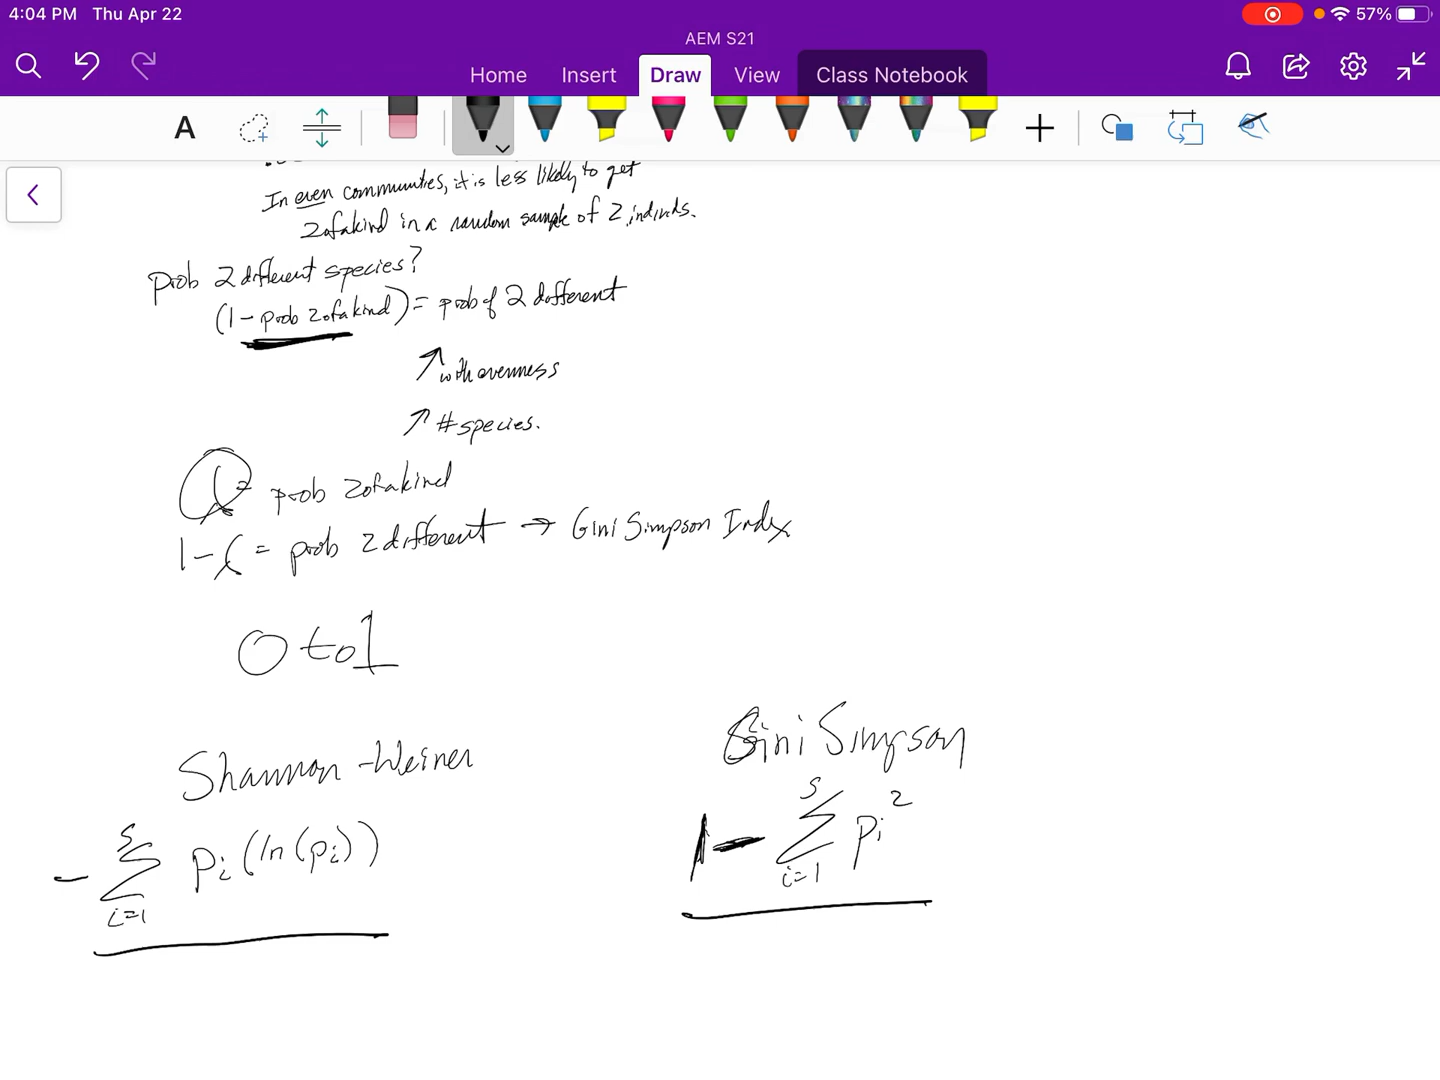 4:04 PM Thu Apr 22
57%
AEM S21
Home Insert Draw View Class Notebook
A
In even communities, it is less likely to get
2 of a kind in a random sample of 2 individs.
Prob 2 different species?
(1 - prob 2 of a kind) = prob of 2 different
↗ with evenness
↗ # species.
= prob 2 of a kind
1 - ℓ = prob 2 different → Gini Simpson Index
0 to 1
Shannon-Weiner
Gini Simpson
- Σ s i=1 pi (ln(pi))
1 - Σ s i=1 pi²